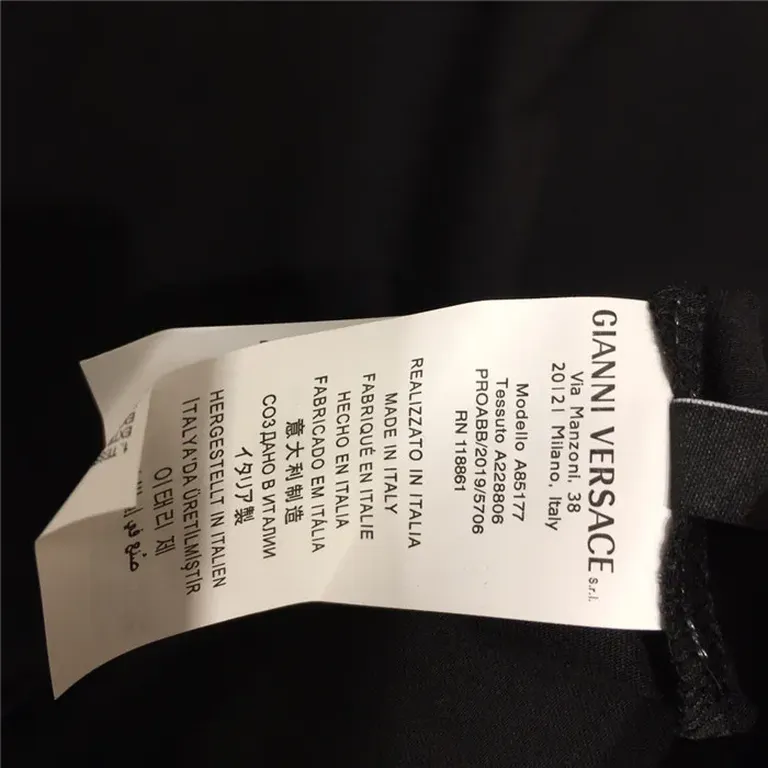 GIANNI VERSACE s.r.l.
Via Manzoni, 38
20121 Milano, Italy
Modello A85177
Tessuto A228806
PROABB/2019/5706
RN 118861
REALIZZATO IN ITALIA
MADE IN ITALY
FABRIQUÉ EN ITALIE
HECHO EN ITALIA
FABRICADO EM ITÁLIA
意大利制造
СОЗДАНО В ИТАЛИИ
イタリア製
HERGESTELLT IN ITALIEN
ITALYA'DA ÜRETILMIŞTIR
이태리 제
صنع في